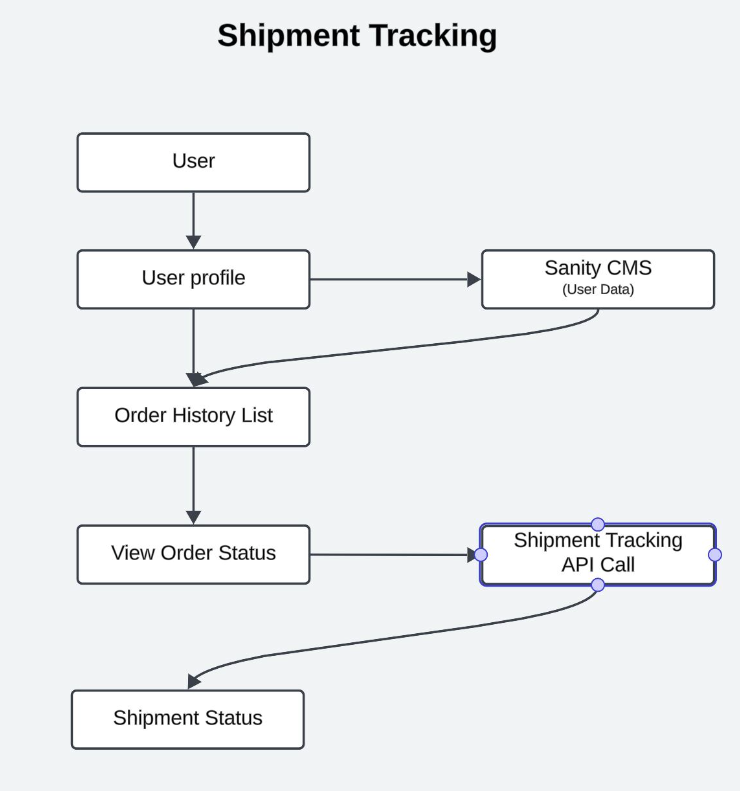 Shipment Tracking
User
User profile
Sanity CMS
(User Data)
Order History List
View Order Status
Shipment Tracking
API Call
Shipment Status